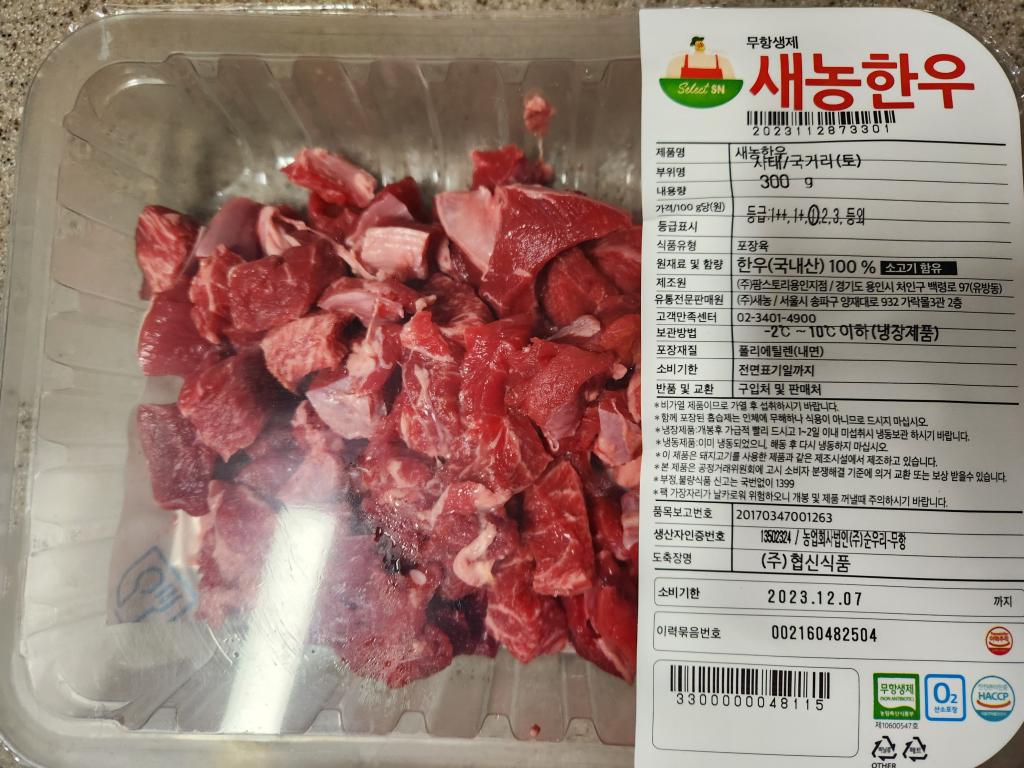 무항생제
새농한우
Select SN
2023112873301
제품명 새농한우
부위명 사태/국거리(토)
내용량 300 g
가격/100 g당(원)
등급표시 등급:1++,1+,1,2,3,등외
식품유형 포장육
원재료 및 함량 한우(국내산) 100 % 소고기 함유
제조원 (주)팜스토리용인지점 / 경기도 용인시 처인구 백령로 97(유방동)
유통전문판매원 (주)새농 / 서울시 송파구 양재대로 932 가락몰3관 2층
고객만족센터 02-3401-4900
보관방법 -2℃ ~ 10℃ 이하(냉장제품)
포장재질 폴리에틸렌(내면)
소비기한 전면표기일까지
반품 및 교환 구입처 및 판매처
*비가열 제품이므로 가열 후 섭취하시기 바랍니다.
*함께 포장된 흡습제는 인체에 무해하나 식용이 아니므로 드시지 마십시오.
*냉장제품:개봉후 가급적 빨리 드시고 1~2일 이내 미섭취시 냉동보관 하시기 바랍니다.
*냉동제품:이미 냉동되었으니, 해동 후 다시 냉동하지 마십시오
*이 제품은 돼지고기를 사용한 제품과 같은 제조시설에서 제조하고 있습니다.
*본 제품은 공정거래위원회에 고시 소비자 분쟁해결 기준에 의거 교환 또는 보상 받을수 있습니다.
*부정,불량식품 신고는 국번없이 1399
*팩 가장자리가 날카로워 위험하오니 개봉 및 제품 꺼낼때 주의하시기 바랍니다.
품목보고번호 20170347001263
생산자인증번호 13502324 / 농업회사법인(주)순우리-무항
도축장명 (주)협신식품
소비기한 2023.12.07 까지
이력묶음번호 002160482504
3300000048115
무항생제
(NON ANTIBIOTIC)
농림축산식품부
제10600547호
O2
산소포장
HACCP
OTHER
페트